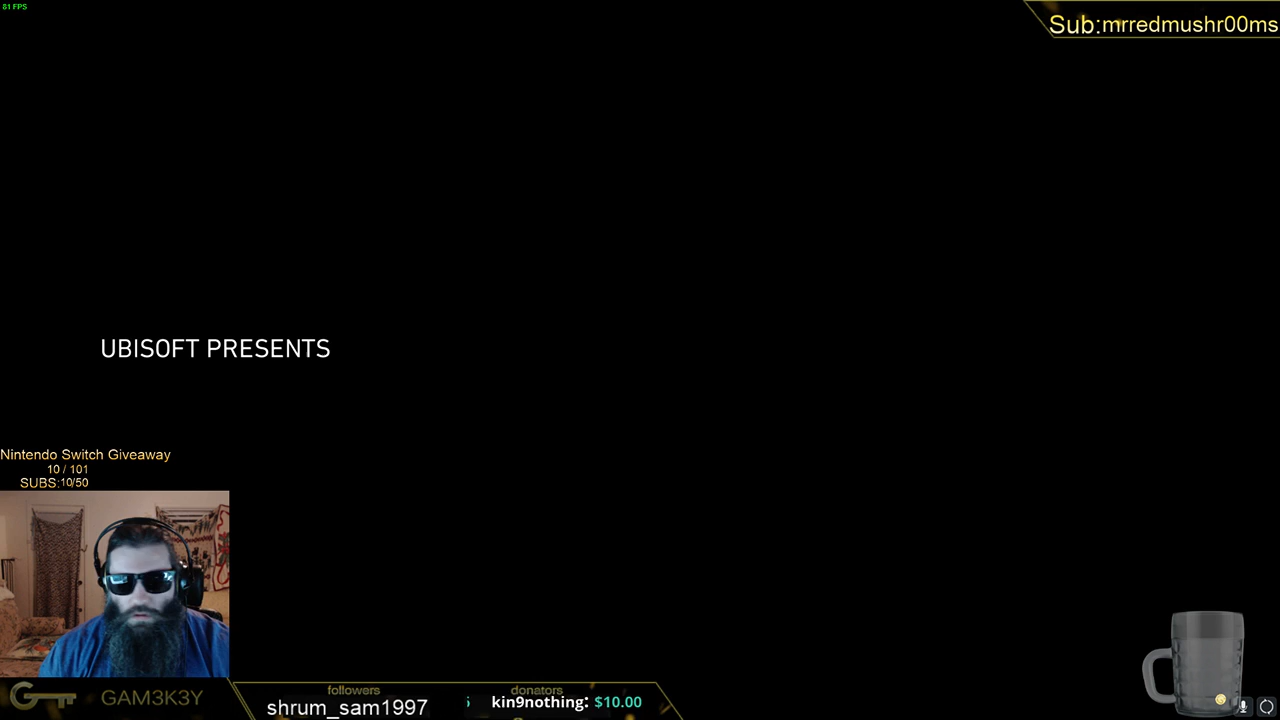 81 FPS
Sub:mrredmushr00ms
UBISOFT PRESENTS
Nintendo Switch Giveaway
10 / 101
SUBS:10/50
GAM3K3Y
followers
shrum_sam1997
donators
kin9nothing: $10.00